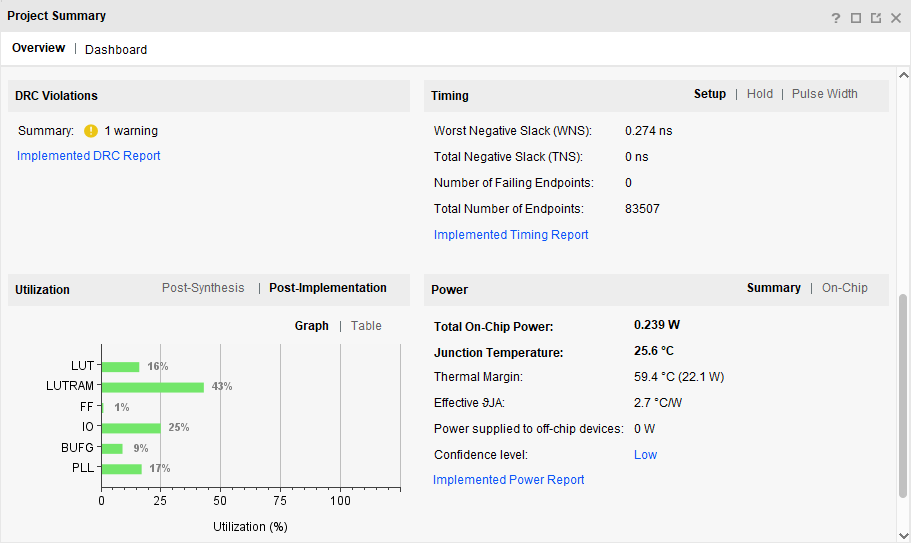 Project Summary
Overview | Dashboard
DRC Violations
Summary: 1 warning
Implemented DRC Report
Timing Setup | Hold | Pulse Width
Worst Negative Slack (WNS): 0.274 ns
Total Negative Slack (TNS): 0 ns
Number of Failing Endpoints: 0
Total Number of Endpoints: 83507
Implemented Timing Report
Utilization Post-Synthesis | Post-Implementation
Graph | Table
LUT 16%
LUTRAM 43%
FF 1%
IO 25%
BUFG 9%
PLL 17%
0 25 50 75 100
Utilization (%)
Power Summary | On-Chip
Total On-Chip Power: 0.239 W
Junction Temperature: 25.6 °C
Thermal Margin: 59.4 °C (22.1 W)
Effective ϑJA: 2.7 °C/W
Power supplied to off-chip devices: 0 W
Confidence level: Low
Implemented Power Report